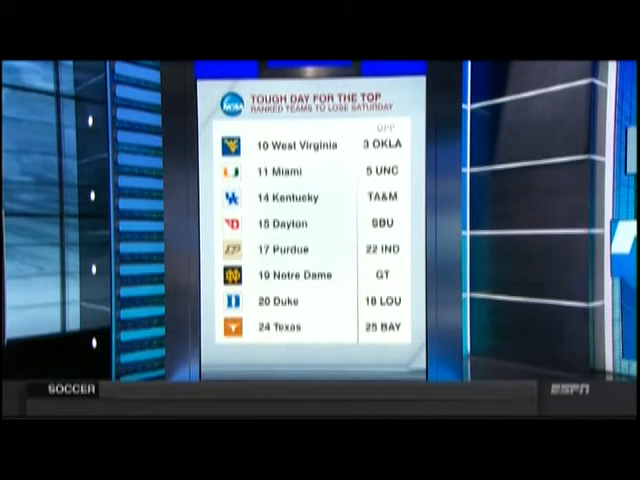 NCAA
TOUGH DAY FOR THE TOP
RANKED TEAMS TO LOSE SATURDAY
OPP
10 West Virginia 3 OKLA
11 Miami 5 UNC
14 Kentucky TA&M
15 Dayton SBU
17 Purdue 22 IND
19 Notre Dame GT
20 Duke 18 LOU
24 Texas 25 BAY
SOCCER
ESPN